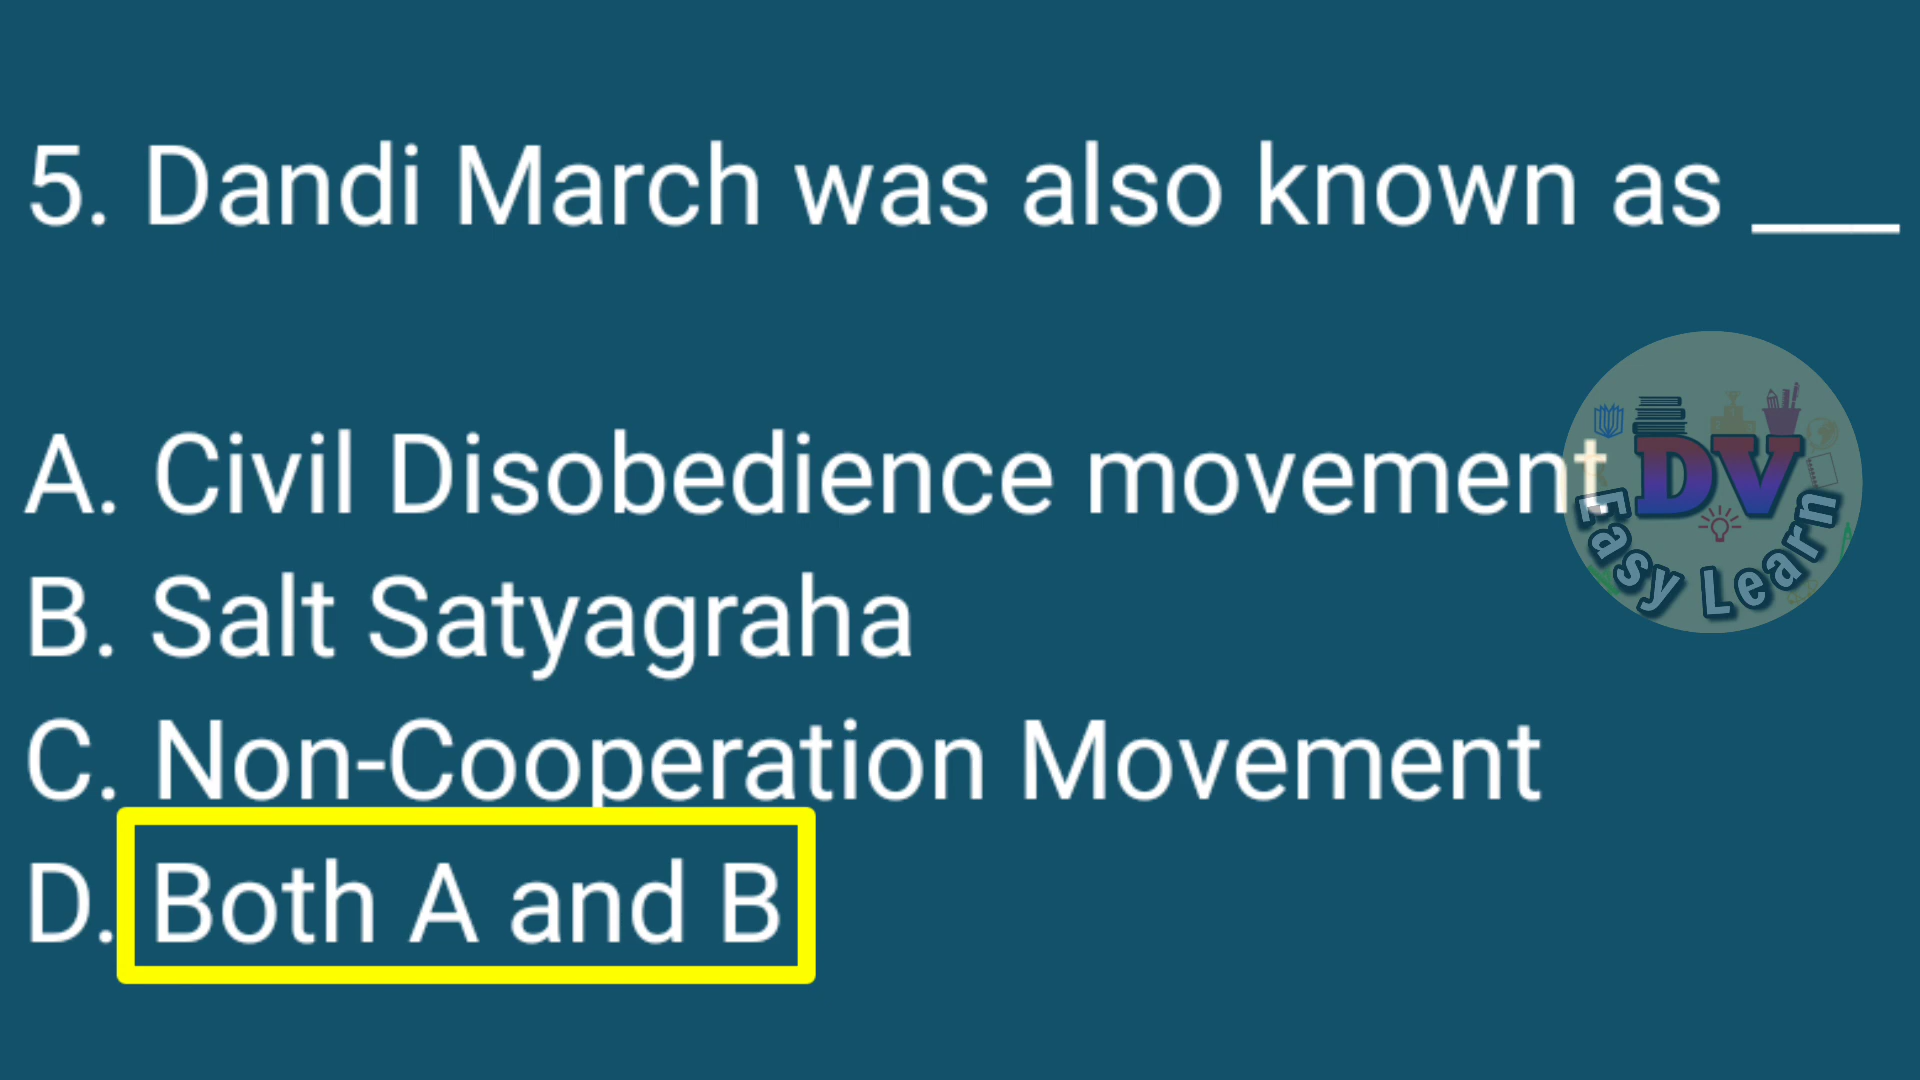 5. Dandi March was also known as ____
A. Civil Disobedience movement.
B. Salt Satyagraha
C. Non-Cooperation Movement
D. Both A and B
DV
Easy Learn